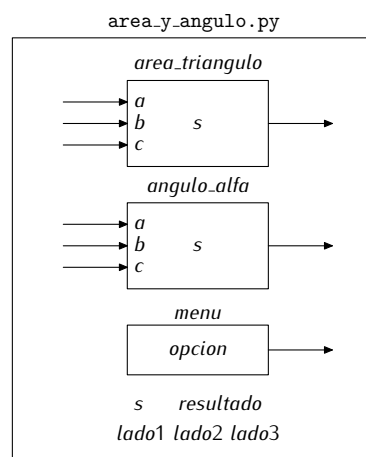 area_y_angulo.py
area_triangulo
a
b s
c
angulo_alfa
a
b s
c
menu
opcion
s resultado
lado1 lado2 lado3